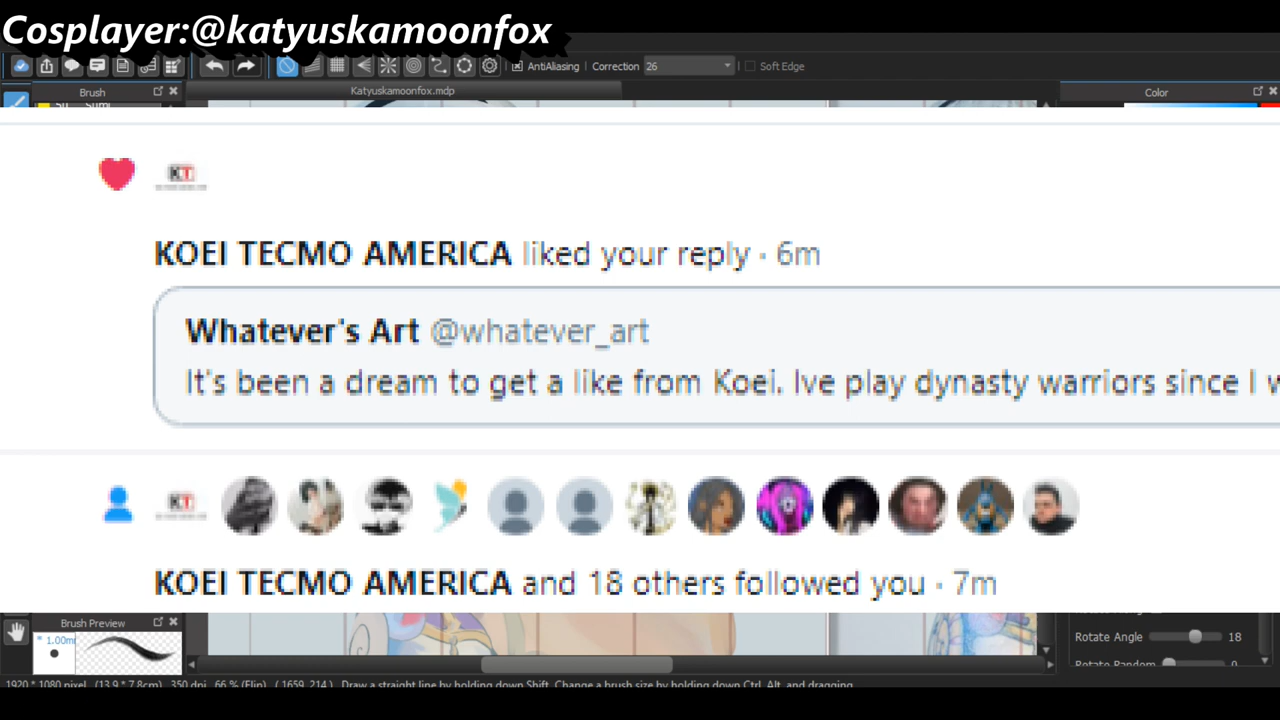 Cosplayer:@katyuskamoonfox
AntiAliasing
Correction 26
Soft Edge
Brush
Katyuskamoonfox.mdp
Color
KT
KOEI TECMO AMERICA liked your reply · 6m
Whatever's Art @whatever_art
It's been a dream to get a like from Koei. Ive play dynasty warriors since I w
KT
KOEI TECMO AMERICA and 18 others followed you · 7m
Brush Preview
* 1.00m
Rotate Angle 18
Rotate Random 0
1920 * 1080 pixel (13.9 * 7.8cm) 350 dpi 66 % (Flip) ( 1659, 214 ) Draw a straight line by holding down Shift, Change a brush size by holding down Ctrl, Alt, and dragging